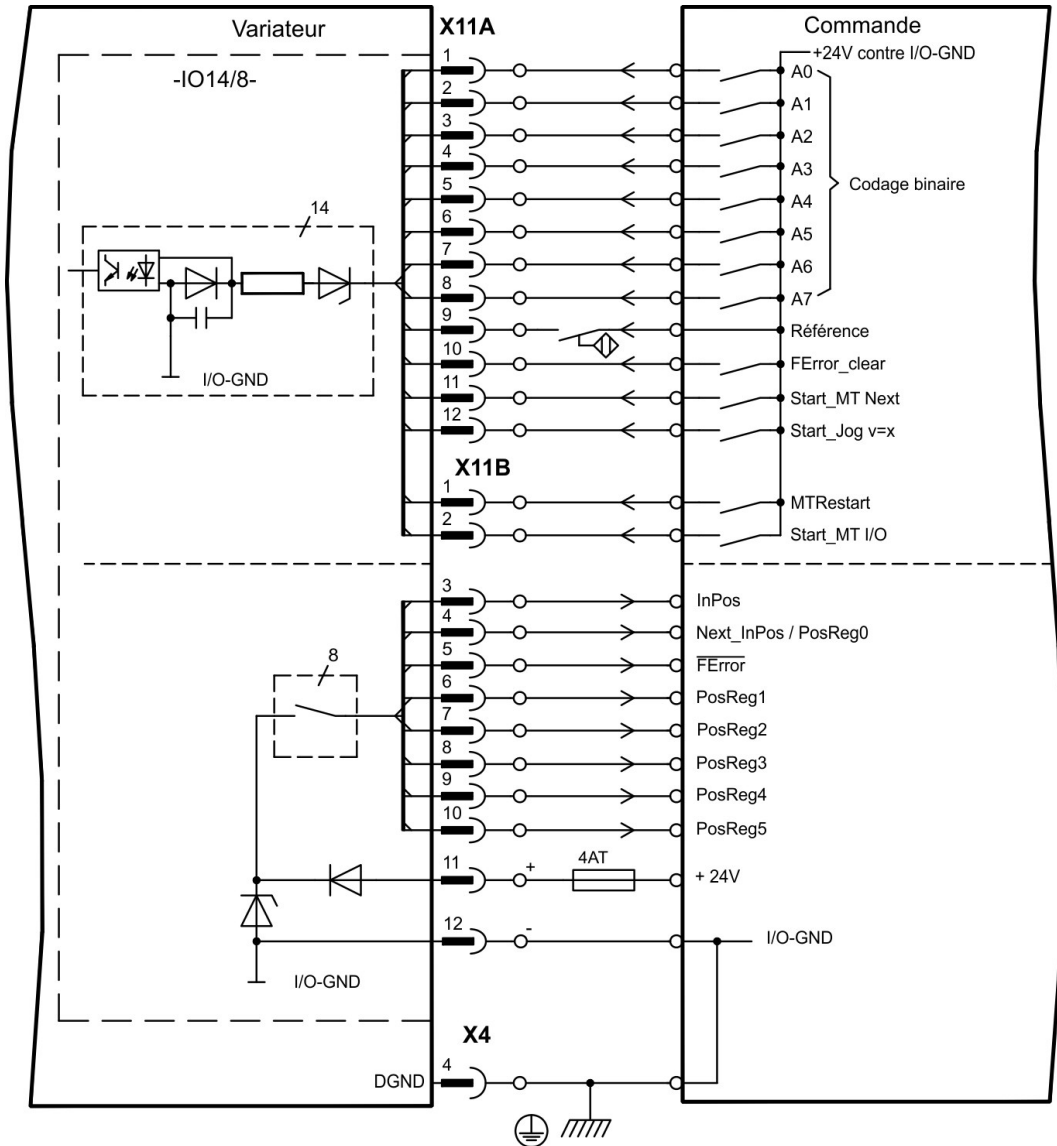 Variateur
X11A
Commande
-IO14/8-
+24V contre I/O-GND
1
A0
2
A1
3
A2
4
A3
Codage binaire
5
A4
14
6
A5
7
A6
8
A7
9
Référence
10
FError_clear
I/O-GND
11
Start_MT Next
12
Start_Jog v=x
X11B
1
MTRestart
2
Start_MT I/O
3
InPos
4
Next_InPos / PosReg0
5
FError
8
6
PosReg1
7
PosReg2
8
PosReg3
9
PosReg4
10
PosReg5
11
+
4AT
+ 24V
12
-
I/O-GND
I/O-GND
X4
4
DGND